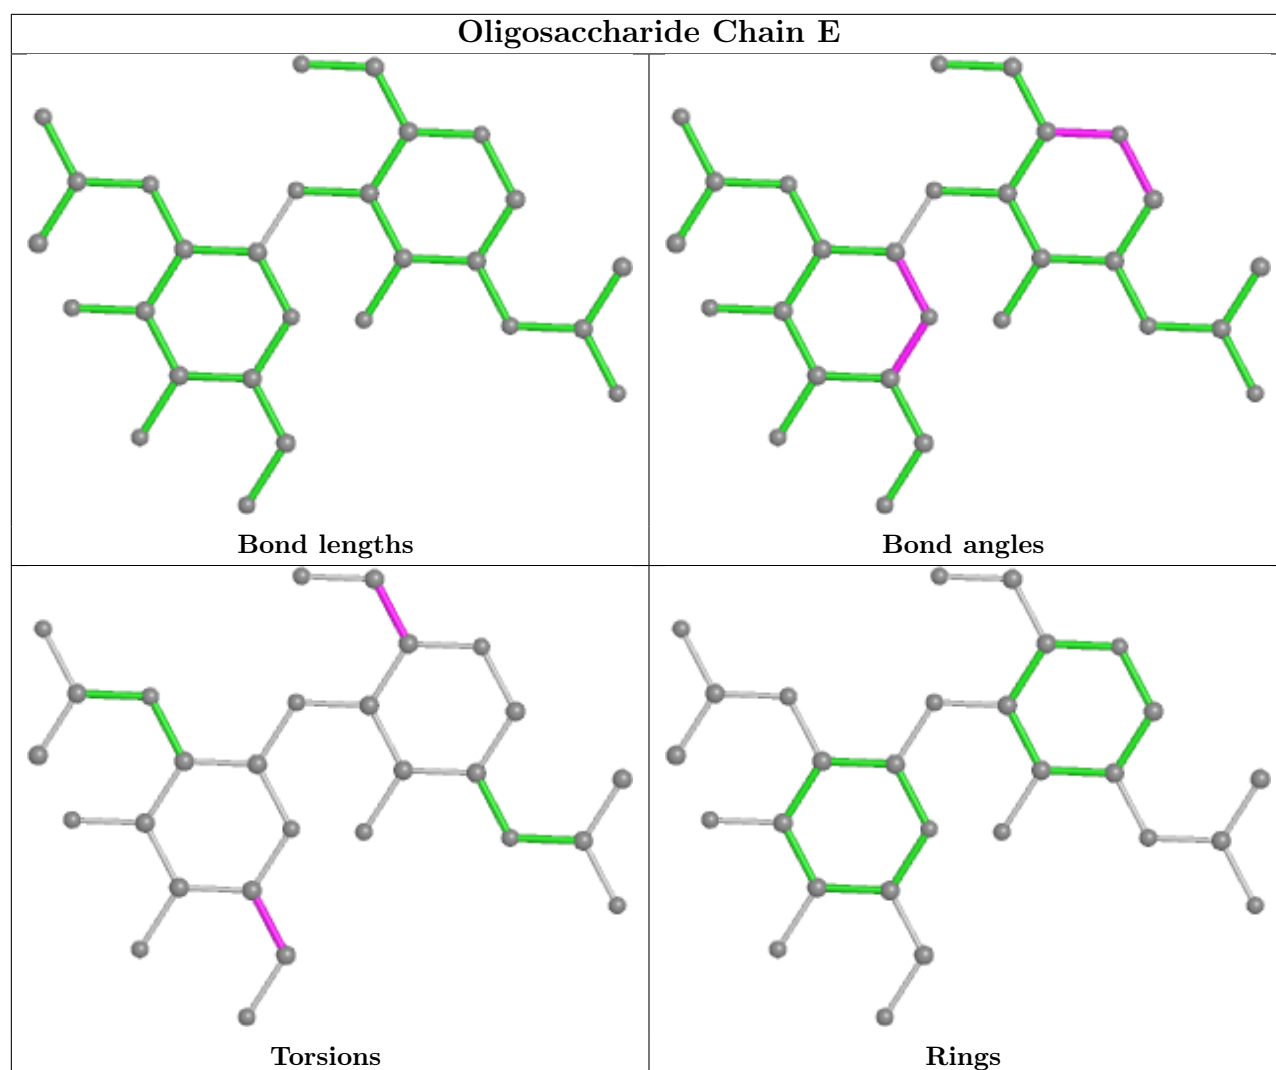 Oligosaccharide Chain E
Bond lengths
Bond angles
Torsions
Rings